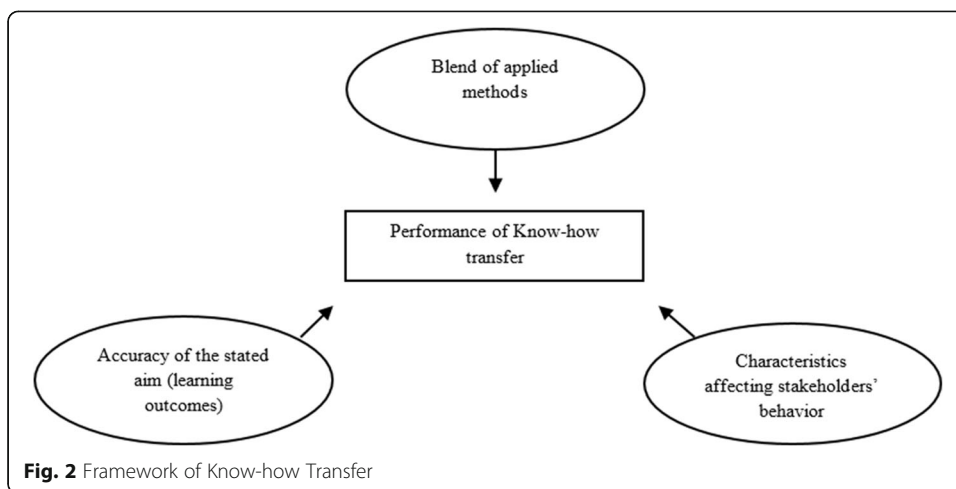 Blend of applied
methods
Performance of Know-how
transfer
Accuracy of the stated
aim (learning
outcomes)
Characteristics
affecting stakeholders'
behavior
Fig. 2 Framework of Know-how Transfer